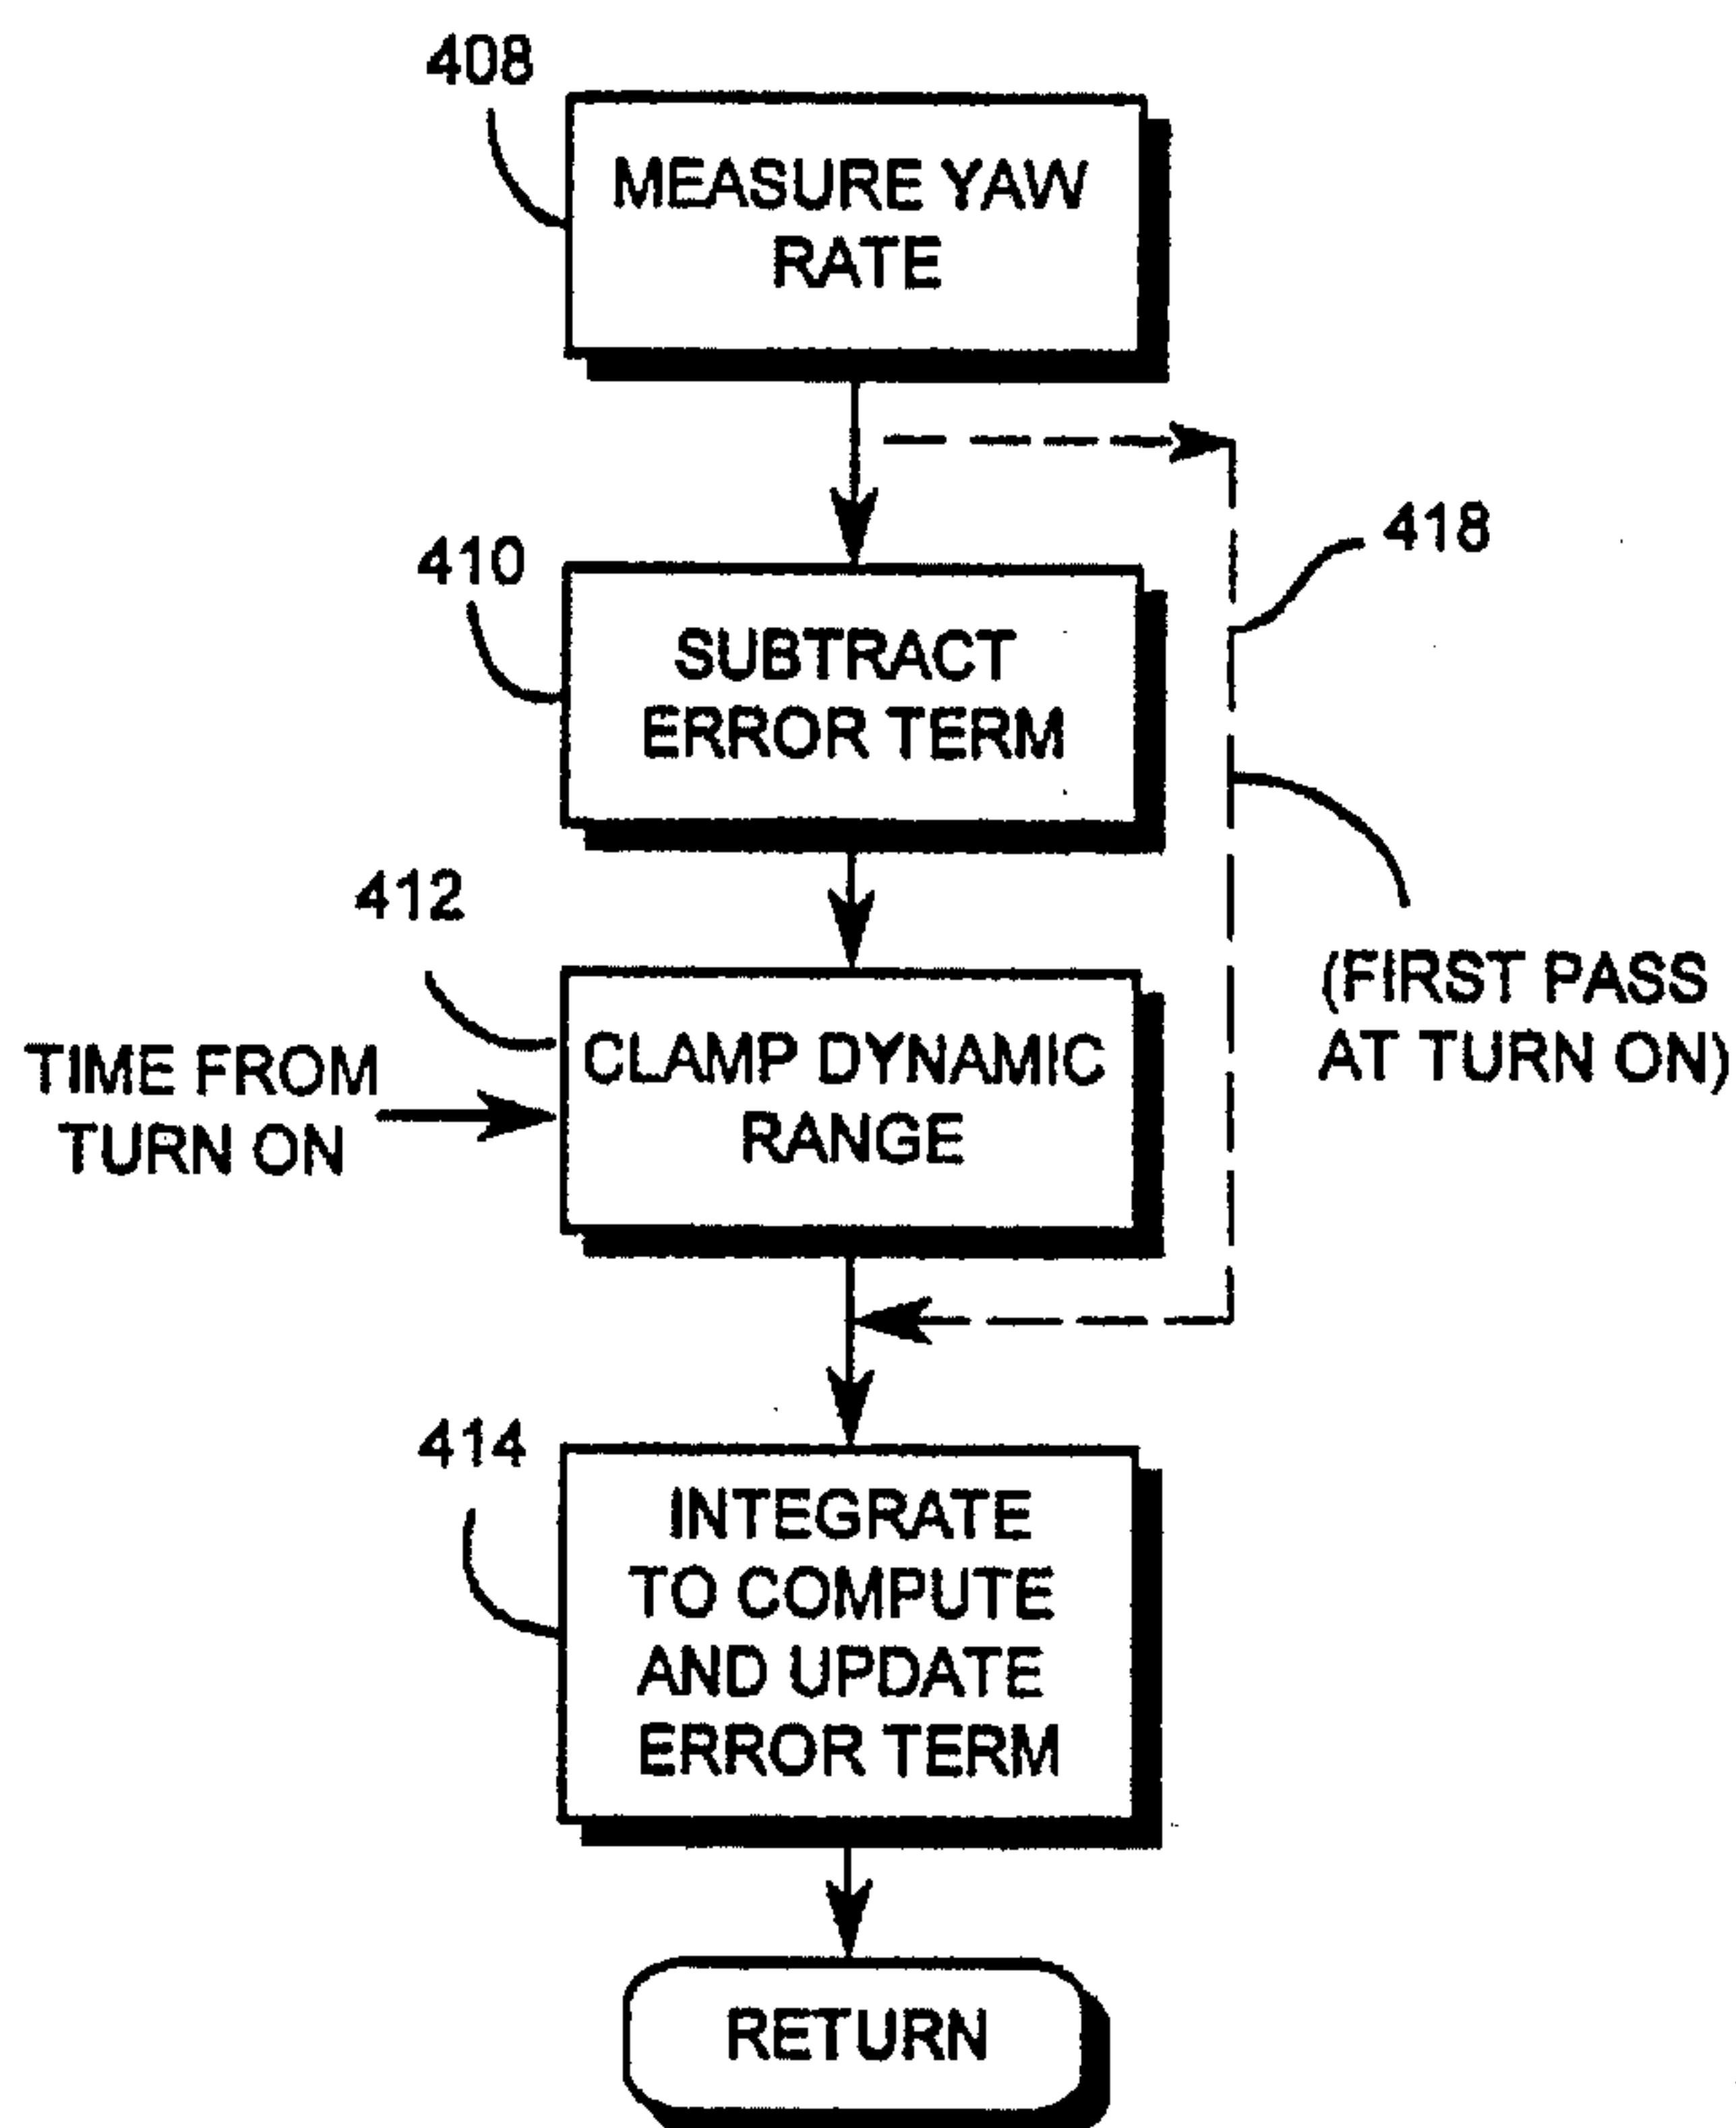 408
MEASURE YAW
RATE
410
418
SUBTRACT
ERROR TERM
412
(FIRST PASS
AT TURN ON)
TIME FROM
TURN ON
CLAMP DYNAMIC
RANGE
414
INTEGRATE
TO COMPUTE
AND UPDATE
ERROR TERM
RETURN